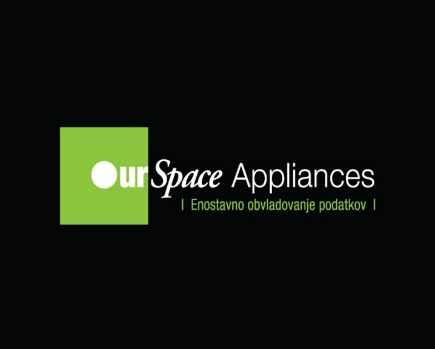 OurSpace Appliances
| Enostavno obvladovanje podatkov |